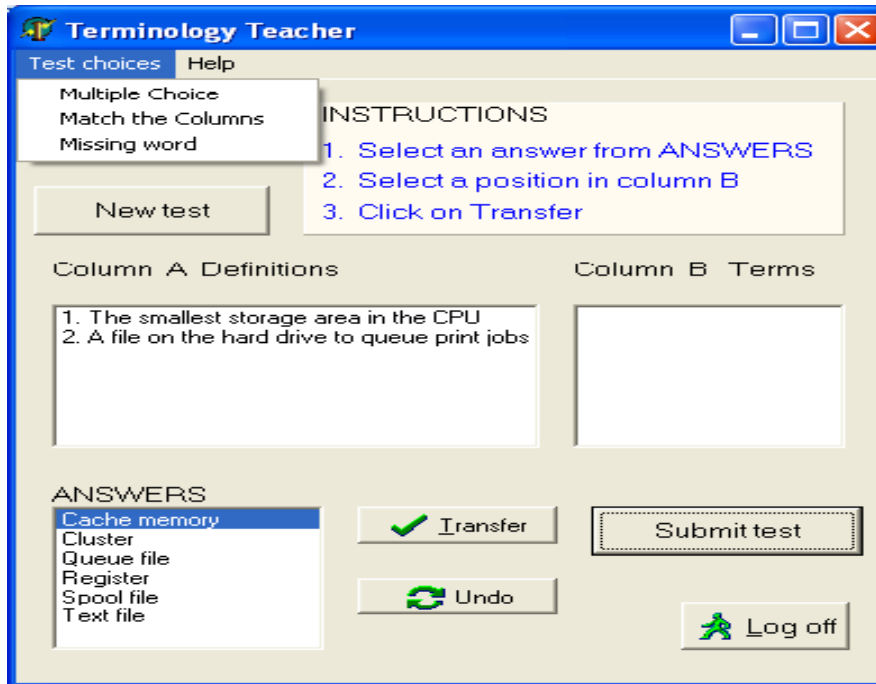 Terminology Teacher
Test choices Help
Multiple Choice
Match the Columns
Missing word
INSTRUCTIONS
1. Select an answer from ANSWERS
2. Select a position in column B
3. Click on Transfer
New test
Column A Definitions
Column B Terms
1. The smallest storage area in the CPU
2. A file on the hard drive to queue print jobs
ANSWERS
Cache memory
Cluster
Queue file
Register
Spool file
Text file
Transfer
Undo
Submit test
Log off